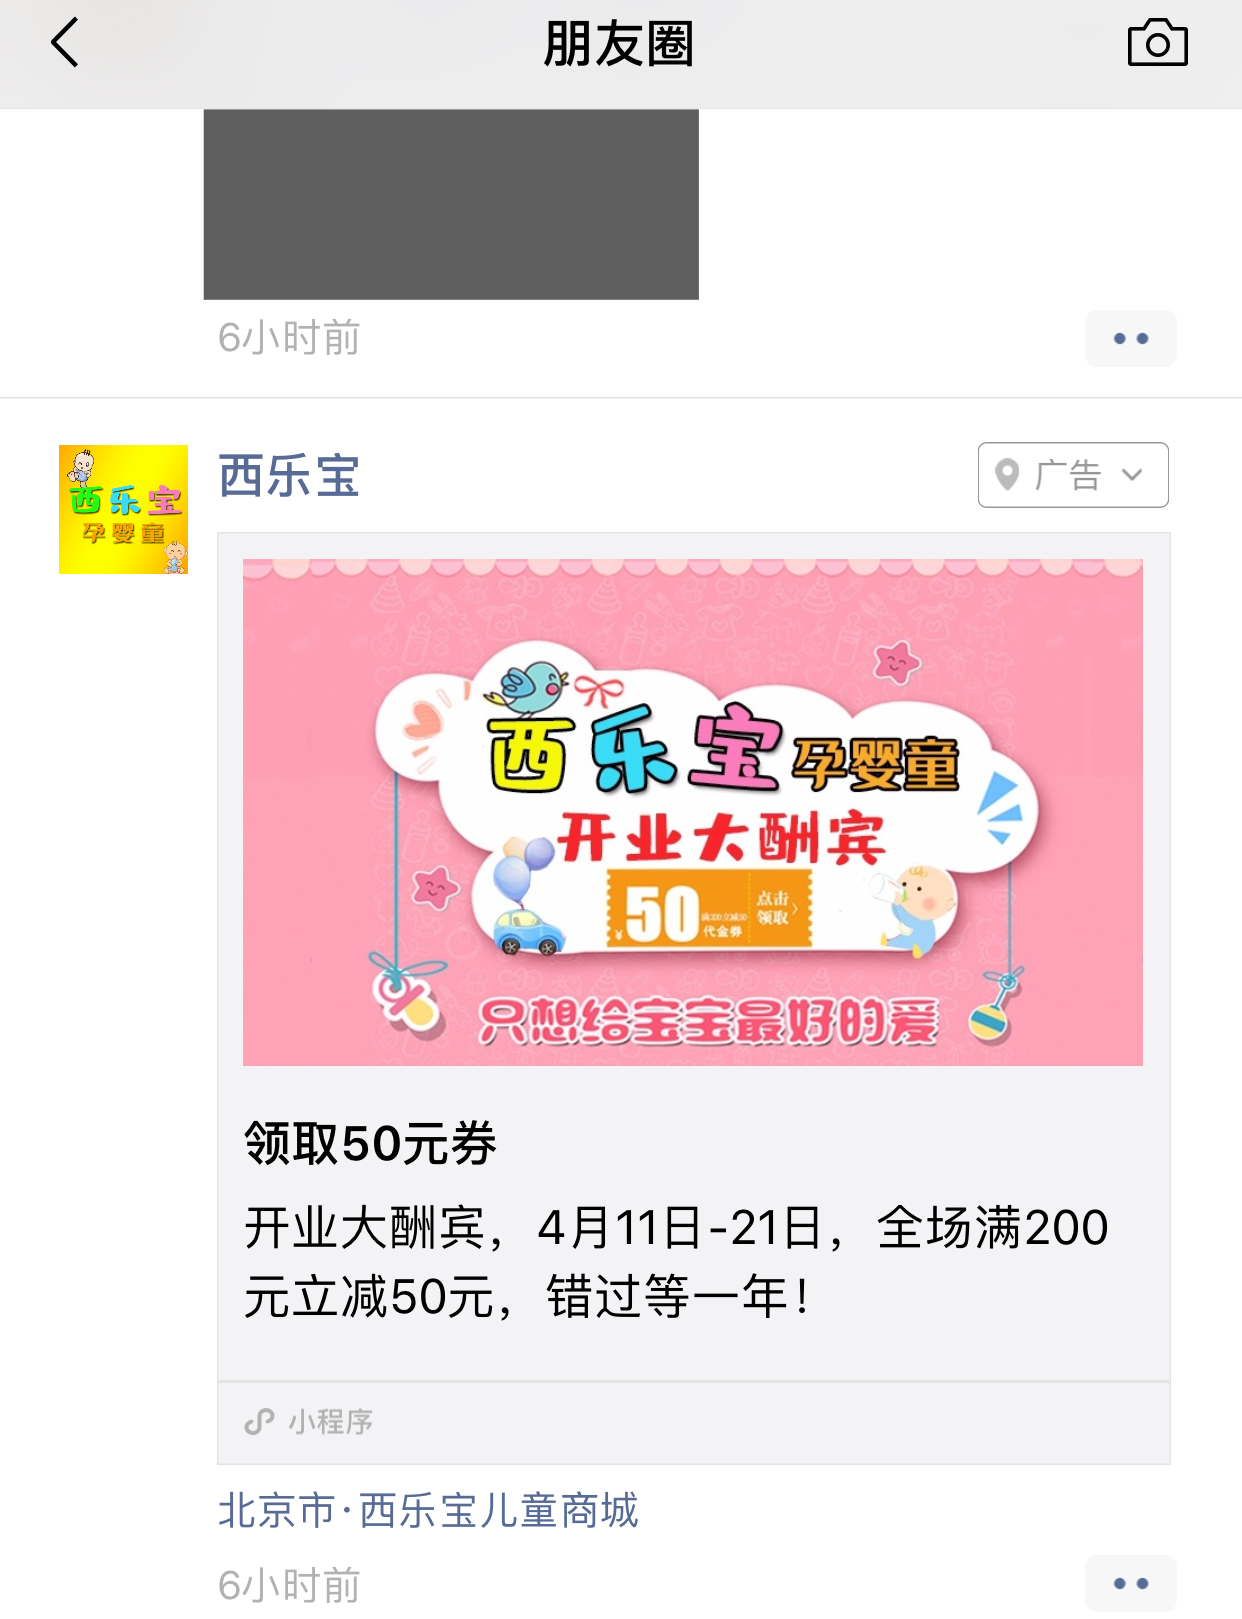 朋友圈
6小时前
西乐宝
孕婴童
西乐宝
广告
西乐宝孕婴童
开业大酬宾
¥50
代金券
点击
领取
只想给宝宝最好的爱
领取50元券
开业大酬宾，4月11日-21日，全场满200
元立减50元，错过等一年！
小程序
北京市·西乐宝儿童商城
6小时前